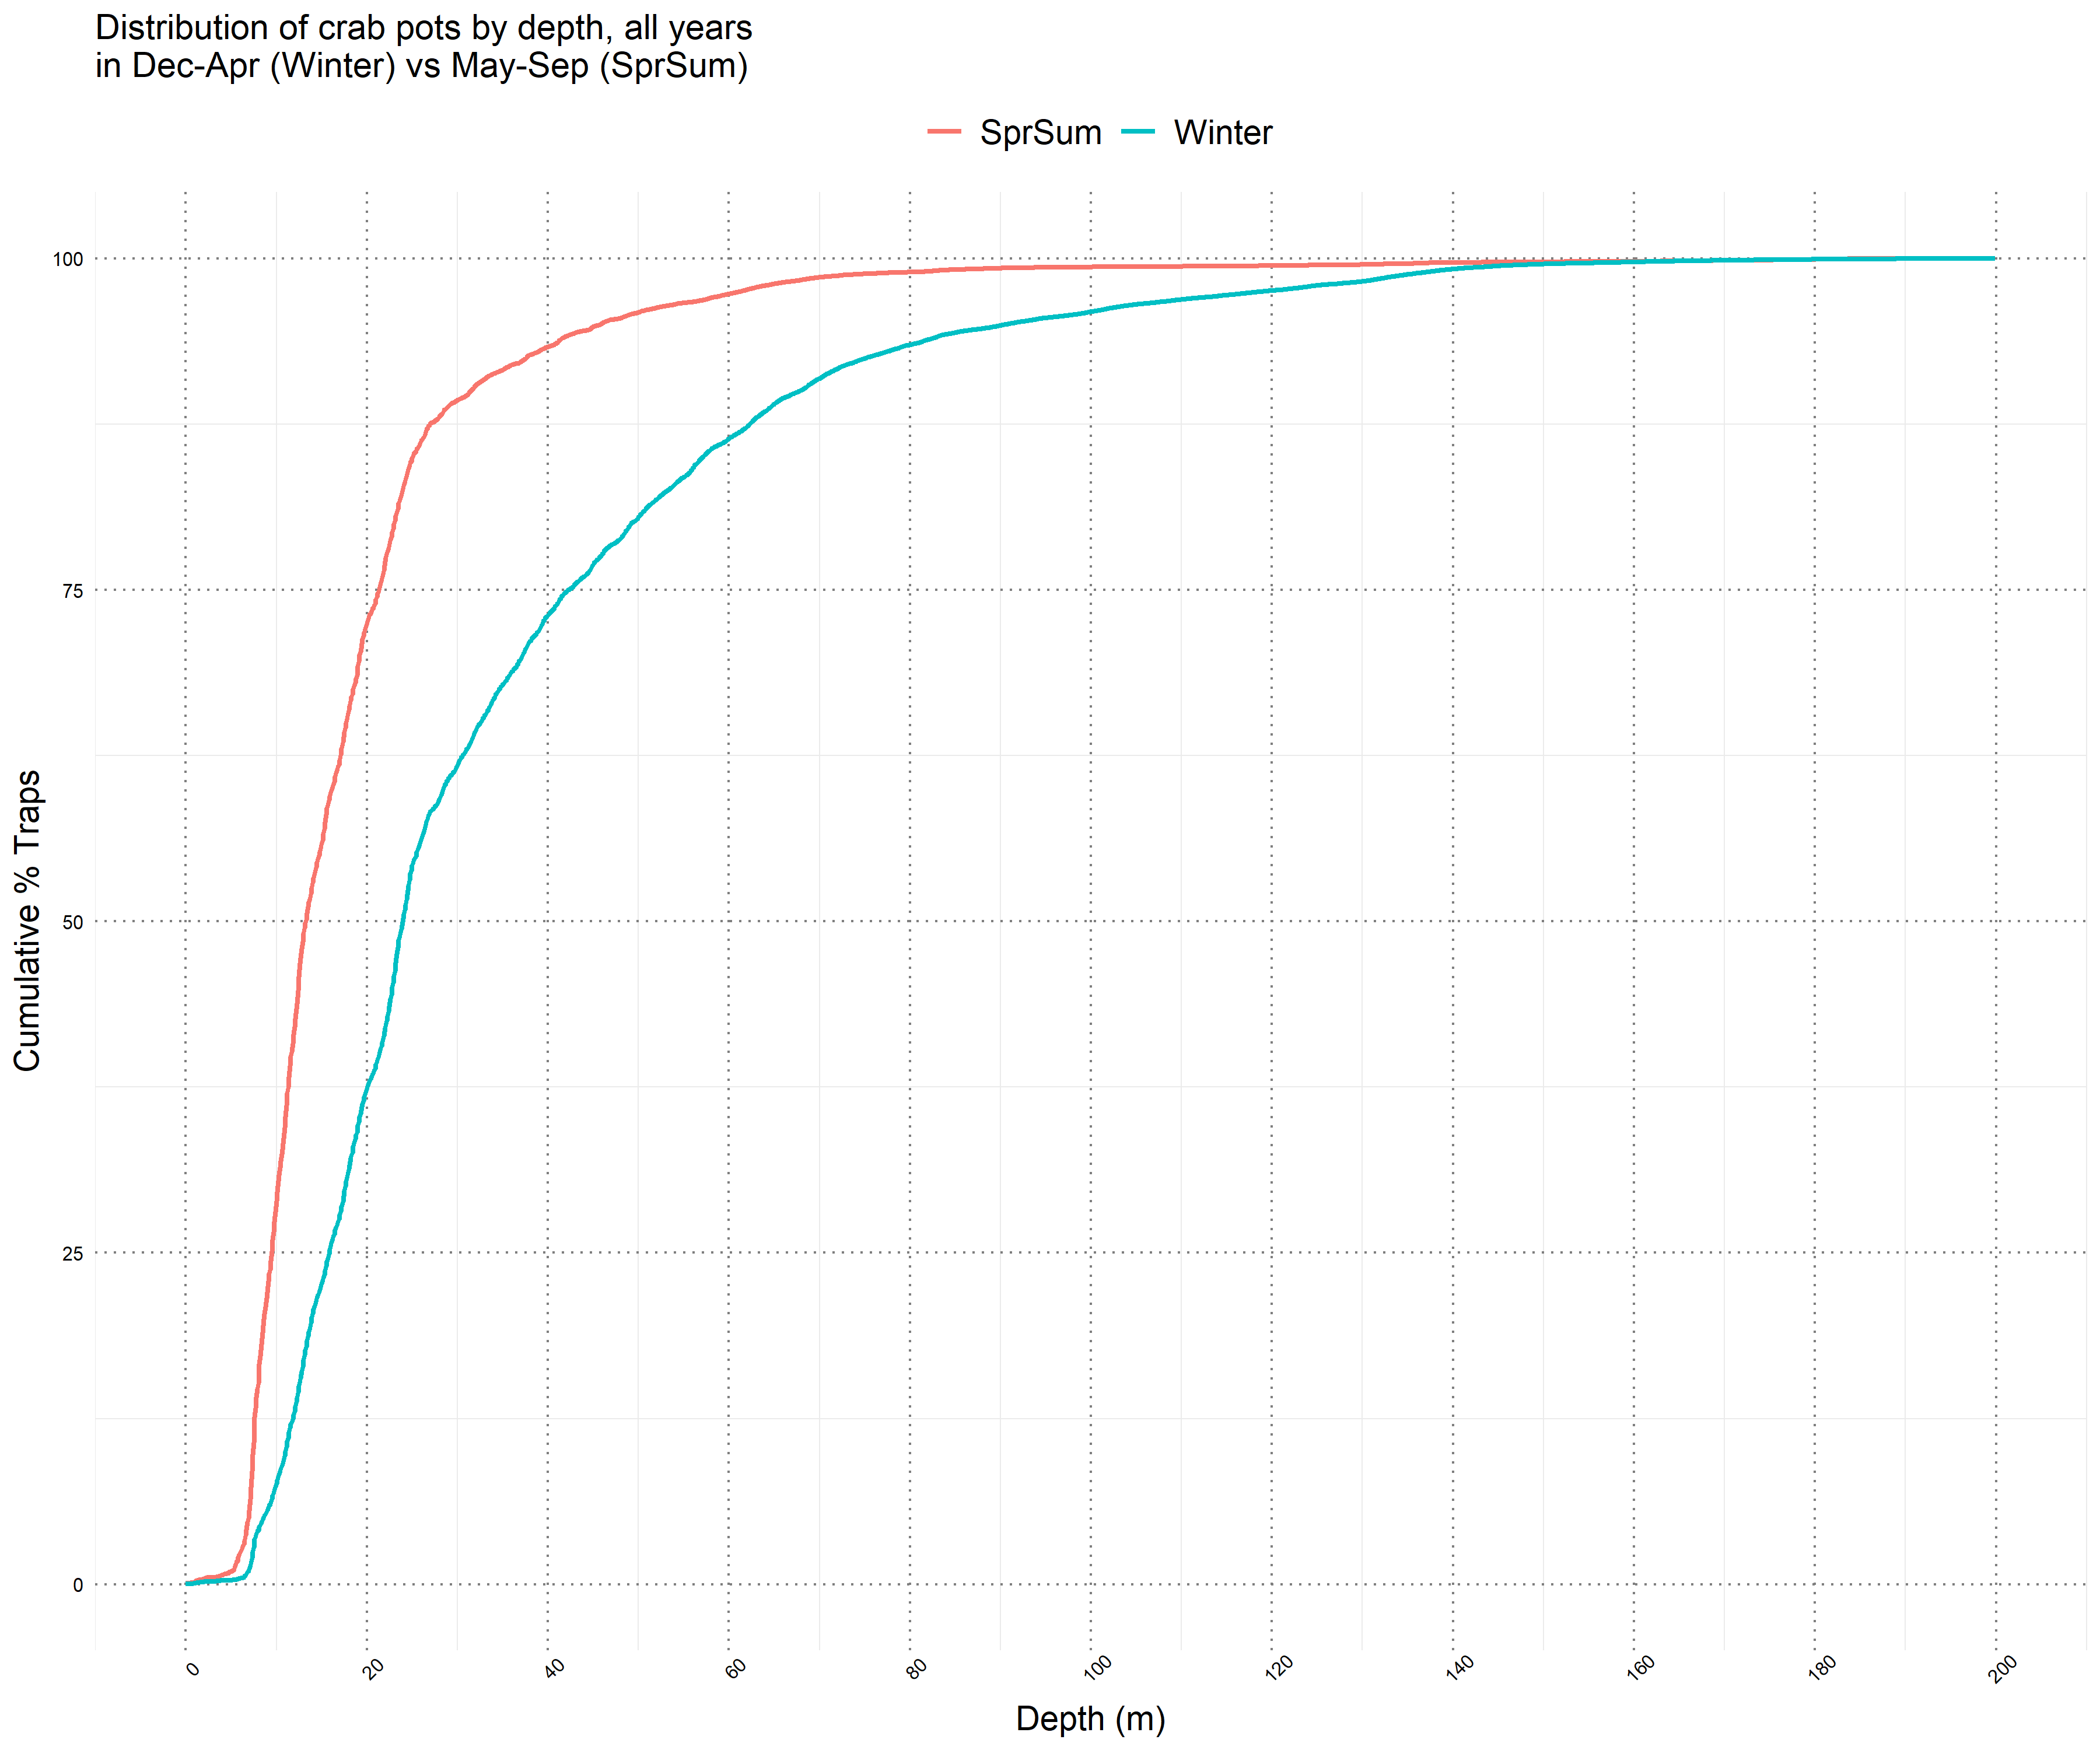 Distribution of crab pots by depth, all years
in Dec-Apr (Winter) vs May-Sep (SprSum)
SprSum Winter
Cumulative % Traps
100
75
50
25
0
0 20 40 60 80 100 120 140 160 180 200
Depth (m)